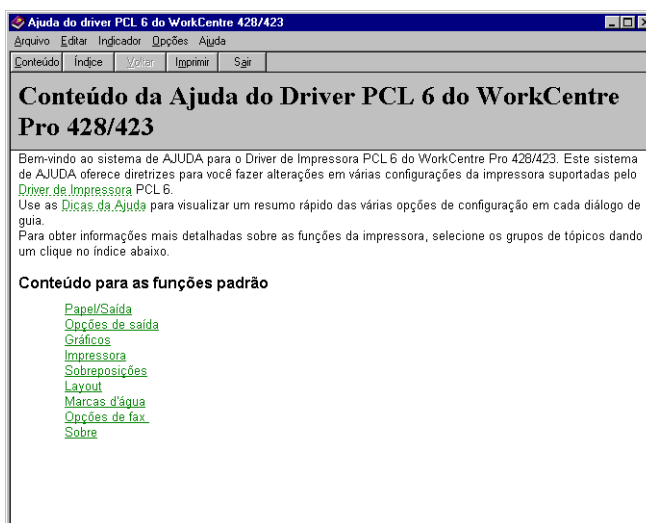 Ajuda do driver PCL 6 do WorkCentre 428/423
Arquivo Editar Indicador Opções Ajuda
Conteúdo Índice Voltar Imprimir Sair
Conteúdo da Ajuda do Driver PCL 6 do WorkCentre
Pro 428/423
Bem-vindo ao sistema de AJUDA para o Driver de Impressora PCL 6 do WorkCentre Pro 428/423. Este sistema
de AJUDA oferece diretrizes para você fazer alterações em várias configurações da impressora suportadas pelo
Driver de Impressora PCL 6.
Use as Dicas da Ajuda para visualizar um resumo rápido das várias opções de configuração em cada diálogo de
guia.
Para obter informações mais detalhadas sobre as funções da impressora, selecione os grupos de tópicos dando
um clique no índice abaixo.
Conteúdo para as funções padrão
Papel/Saída
Opções de saída
Gráficos
Impressora
Sobreposições
Layout
Marcas d'água
Opções de fax
Sobre